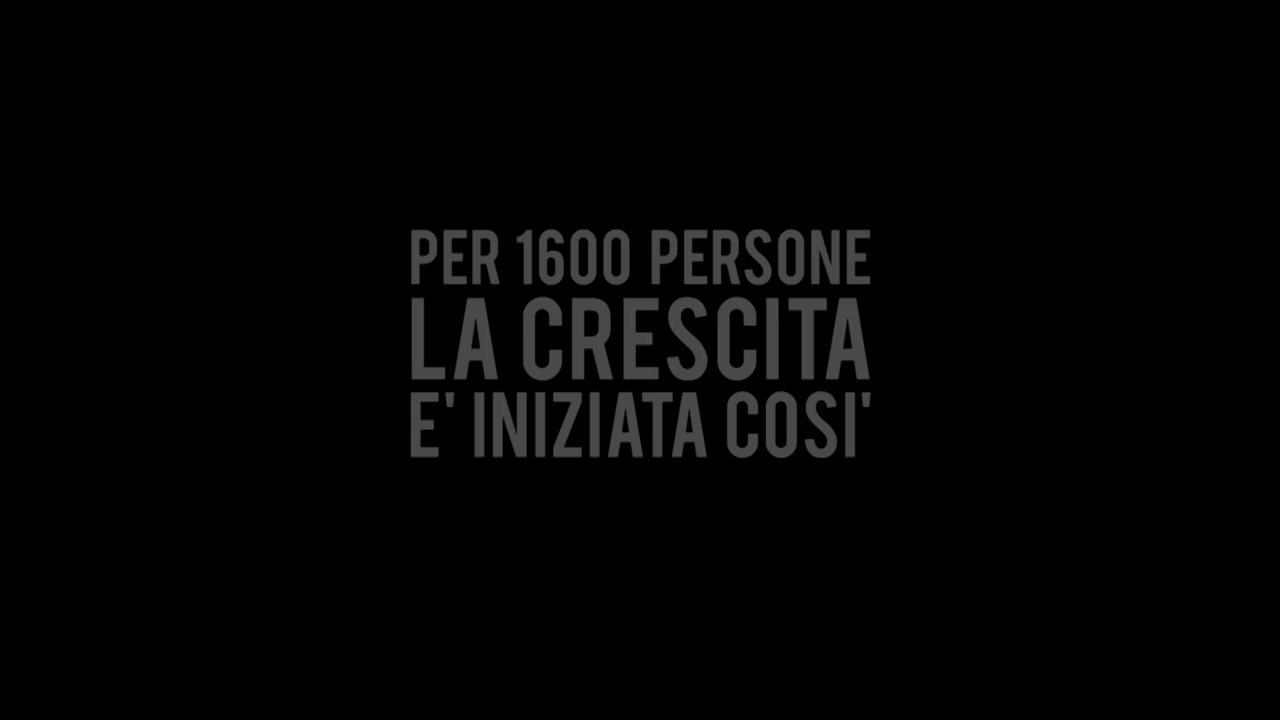 PER 1600 PERSONE
LA CRESCITA
E' INIZIATA COSI'